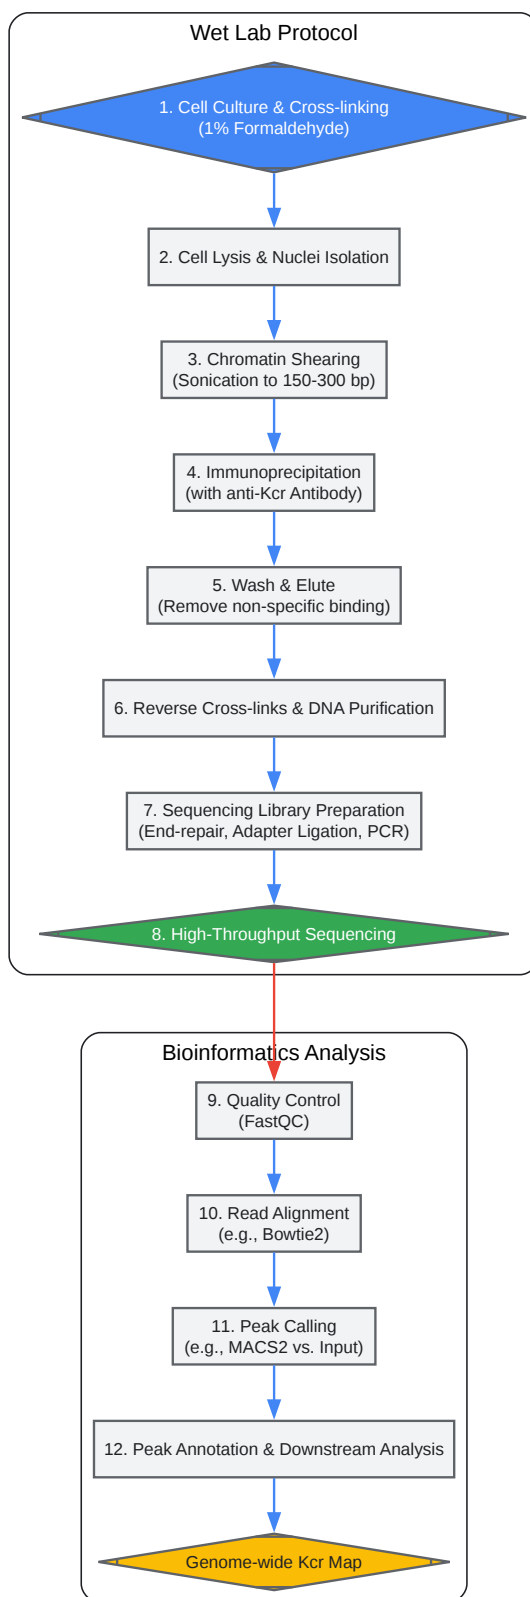 Wet Lab Protocol
1. Cell Culture & Cross-linking
(1% Formaldehyde)
2. Cell Lysis & Nuclei Isolation
3. Chromatin Shearing
(Sonication to 150-300 bp)
4. Immunoprecipitation
(with anti-Kcr Antibody)
5. Wash & Elute
(Remove non-specific binding)
6. Reverse Cross-links & DNA Purification
7. Sequencing Library Preparation
(End-repair, Adapter Ligation, PCR)
8. High-Throughput Sequencing
Bioinformatics Analysis
9. Quality Control
(FastQC)
10. Read Alignment
(e.g., Bowtie2)
11. Peak Calling
(e.g., MACS2 vs. Input)
12. Peak Annotation & Downstream Analysis
Genome-wide Kcr Map